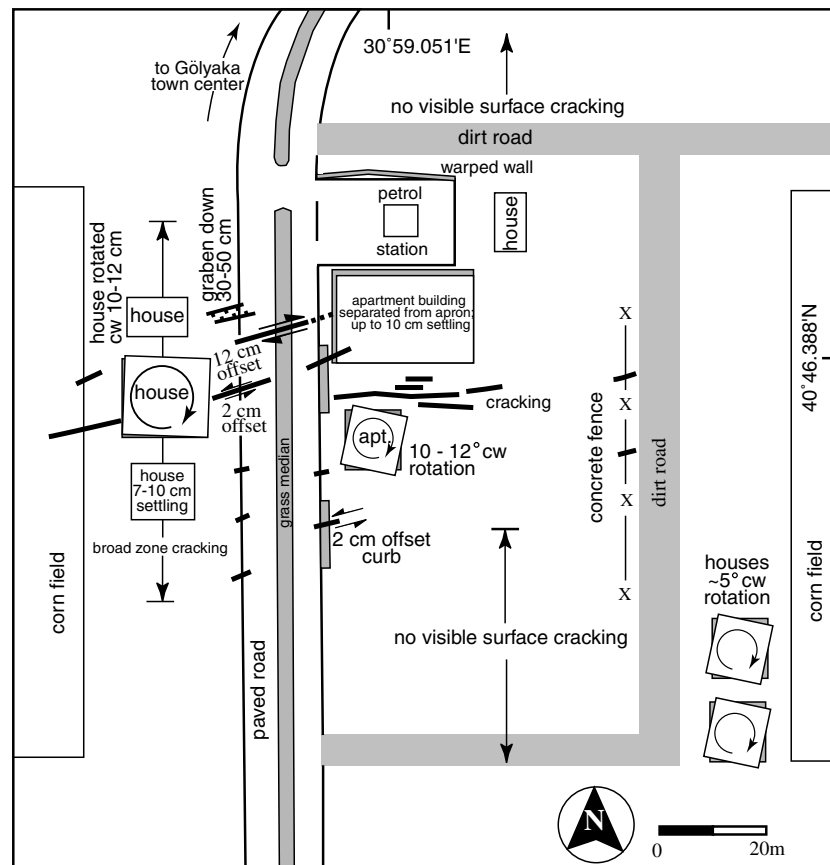 30˚59.051'E
to Gölyaka
town center
no visible surface cracking
dirt road
warped wall
petrol
station
house
house rotated
cw 10-12 cm
graben down
30-50 cm
house
apartment building
separated from apron;
up to 10 cm settling
12 cm
offset
40˚46.388'N
house
2 cm
offset
cracking
apt.
10 - 12°cw
rotation
X
X
X
X
concrete fence
dirt road
house
7-10 cm
settling
grass median
broad zone cracking
2 cm offset
curb
corn field
houses
~5°cw
rotation
corn field
no visible surface cracking
paved road
N
0
20m